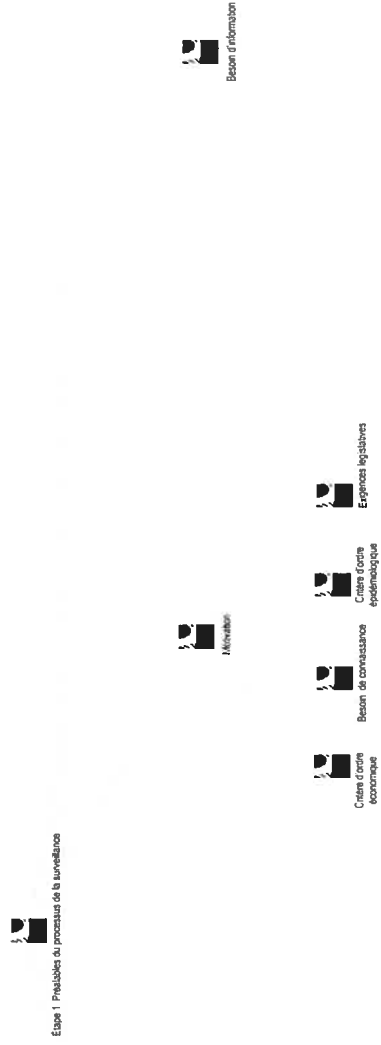 Étape 1 Préalables du processus de la surveillance
Motivation
Besoin d'information
Critère d'ordre
économique
Besoin de connaissance
Critère d'ordre
épidémiologique
Exigences legislatives